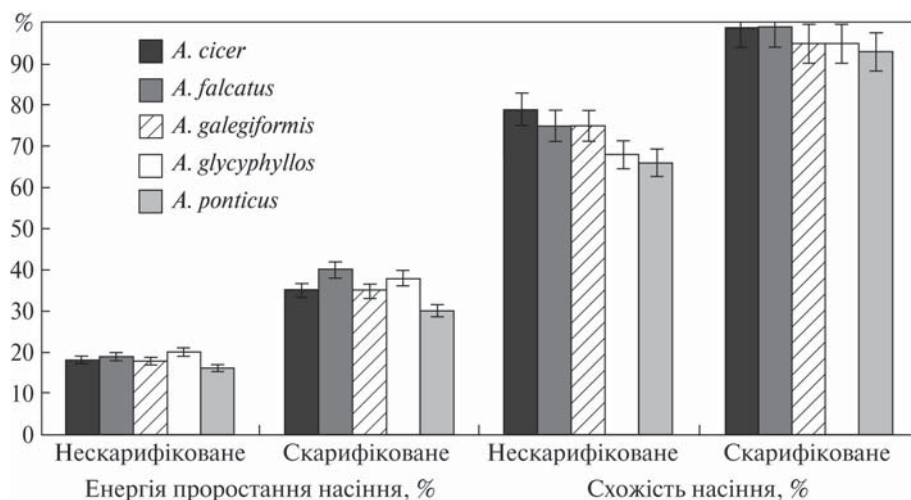 %
90
80
70
60
50
40
30
20
10
0
A. cicer
A. falcatus
A. galegiformis
A. glycyphyllos
A. ponticus
Нескарифіковане Скарифіковане Нескарифіковане Скарифіковане
Енергія проростання насіння, % Схожість насіння, %